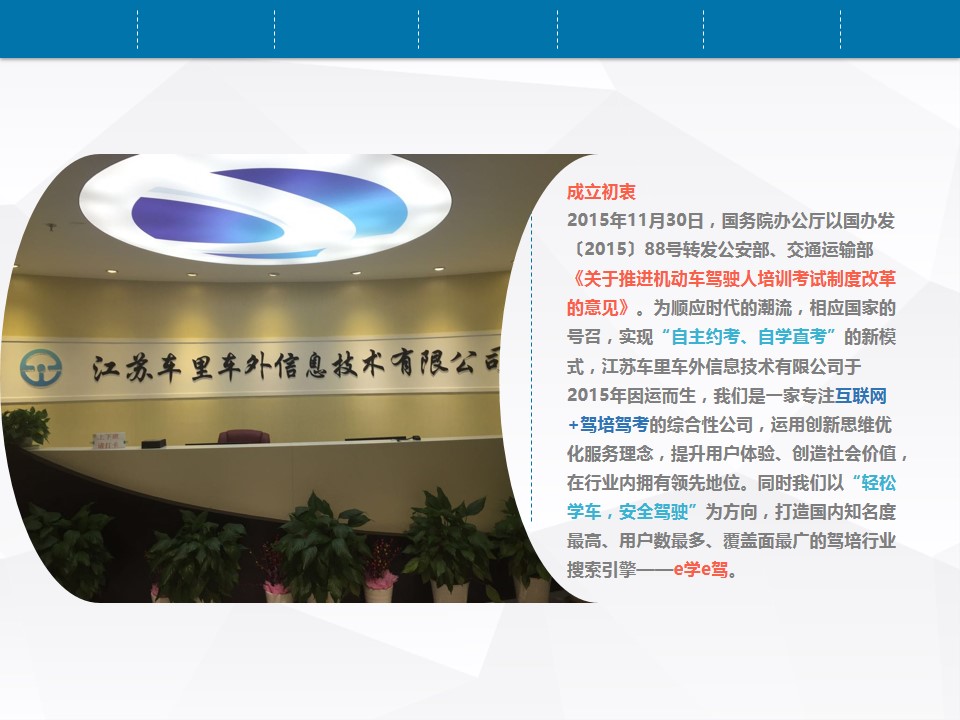 江苏车里车外信息技术有限公司
成立初衷
2015年11月30日，国务院办公厅以国办发
〔2015〕88号转发公安部、交通运输部
《关于推进机动车驾驶人培训考试制度改革
的意见》。为顺应时代的潮流，相应国家的
号召，实现“自主约考、自学直考”的新模
式，江苏车里车外信息技术有限公司于
2015年因运而生，我们是一家专注互联网
+驾培驾考的综合性公司，运用创新思维优
化服务理念，提升用户体验、创造社会价值，
在行业内拥有领先地位。同时我们以“轻松
学车，安全驾驶”为方向，打造国内知名度
最高、用户数最多、覆盖面最广的驾培行业
搜索引擎——e学e驾。